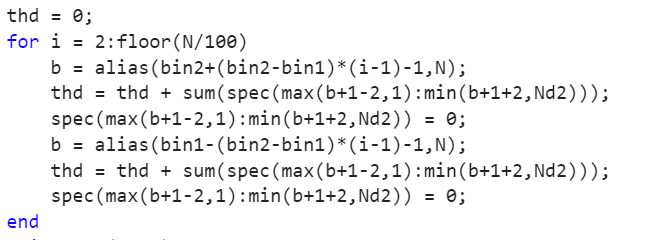 thd = 0;
for i = 2:floor(N/100)
    b = alias(bin2+(bin2-bin1)*(i-1)-1,N);
    thd = thd + sum(spec(max(b+1-2,1):min(b+1+2,Nd2)));
    spec(max(b+1-2,1):min(b+1+2,Nd2)) = 0;
    b = alias(bin1-(bin2-bin1)*(i-1)-1,N);
    thd = thd + sum(spec(max(b+1-2,1):min(b+1+2,Nd2)));
    spec(max(b+1-2,1):min(b+1+2,Nd2)) = 0;
end